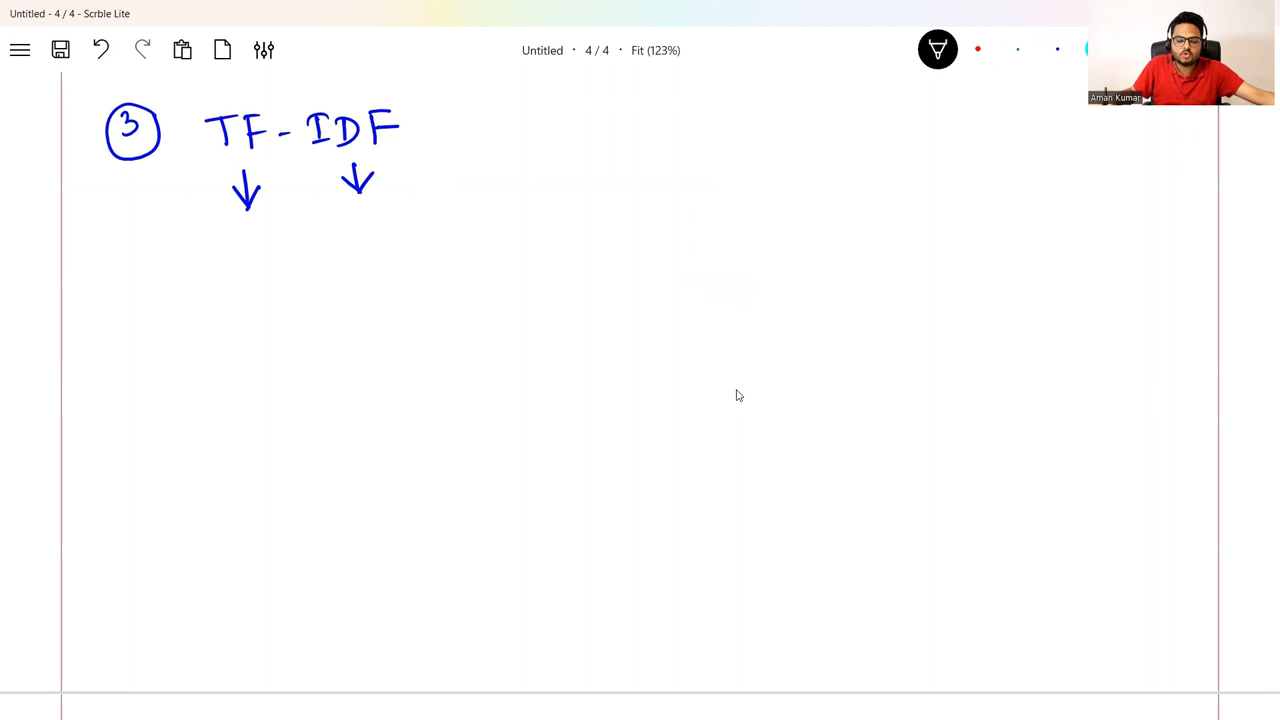 Untitled - 4 / 4 - Scrble Lite
Untitled · 4 / 4 · Fit (123%)
Aman Kumar
3 TF - IDF